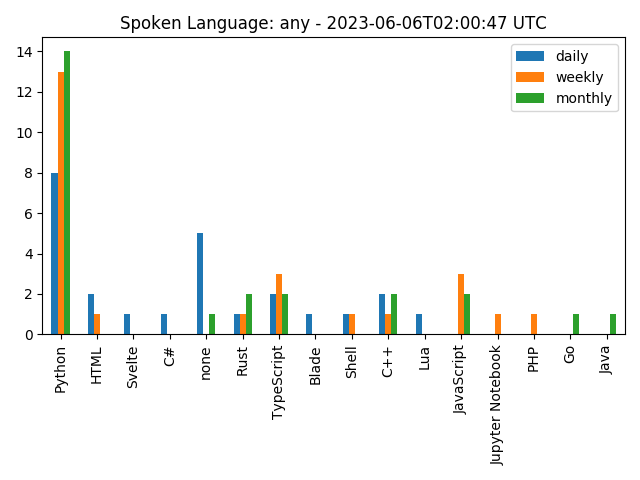 Spoken Language: any - 2023-06-06T02:00:47 UTC
daily
weekly
monthly
14
12
10
8
6
4
2
0
Python
HTML
Svelte
C#
none
Rust
TypeScript
Blade
Shell
C++
Lua
JavaScript
Jupyter Notebook
PHP
Go
Java